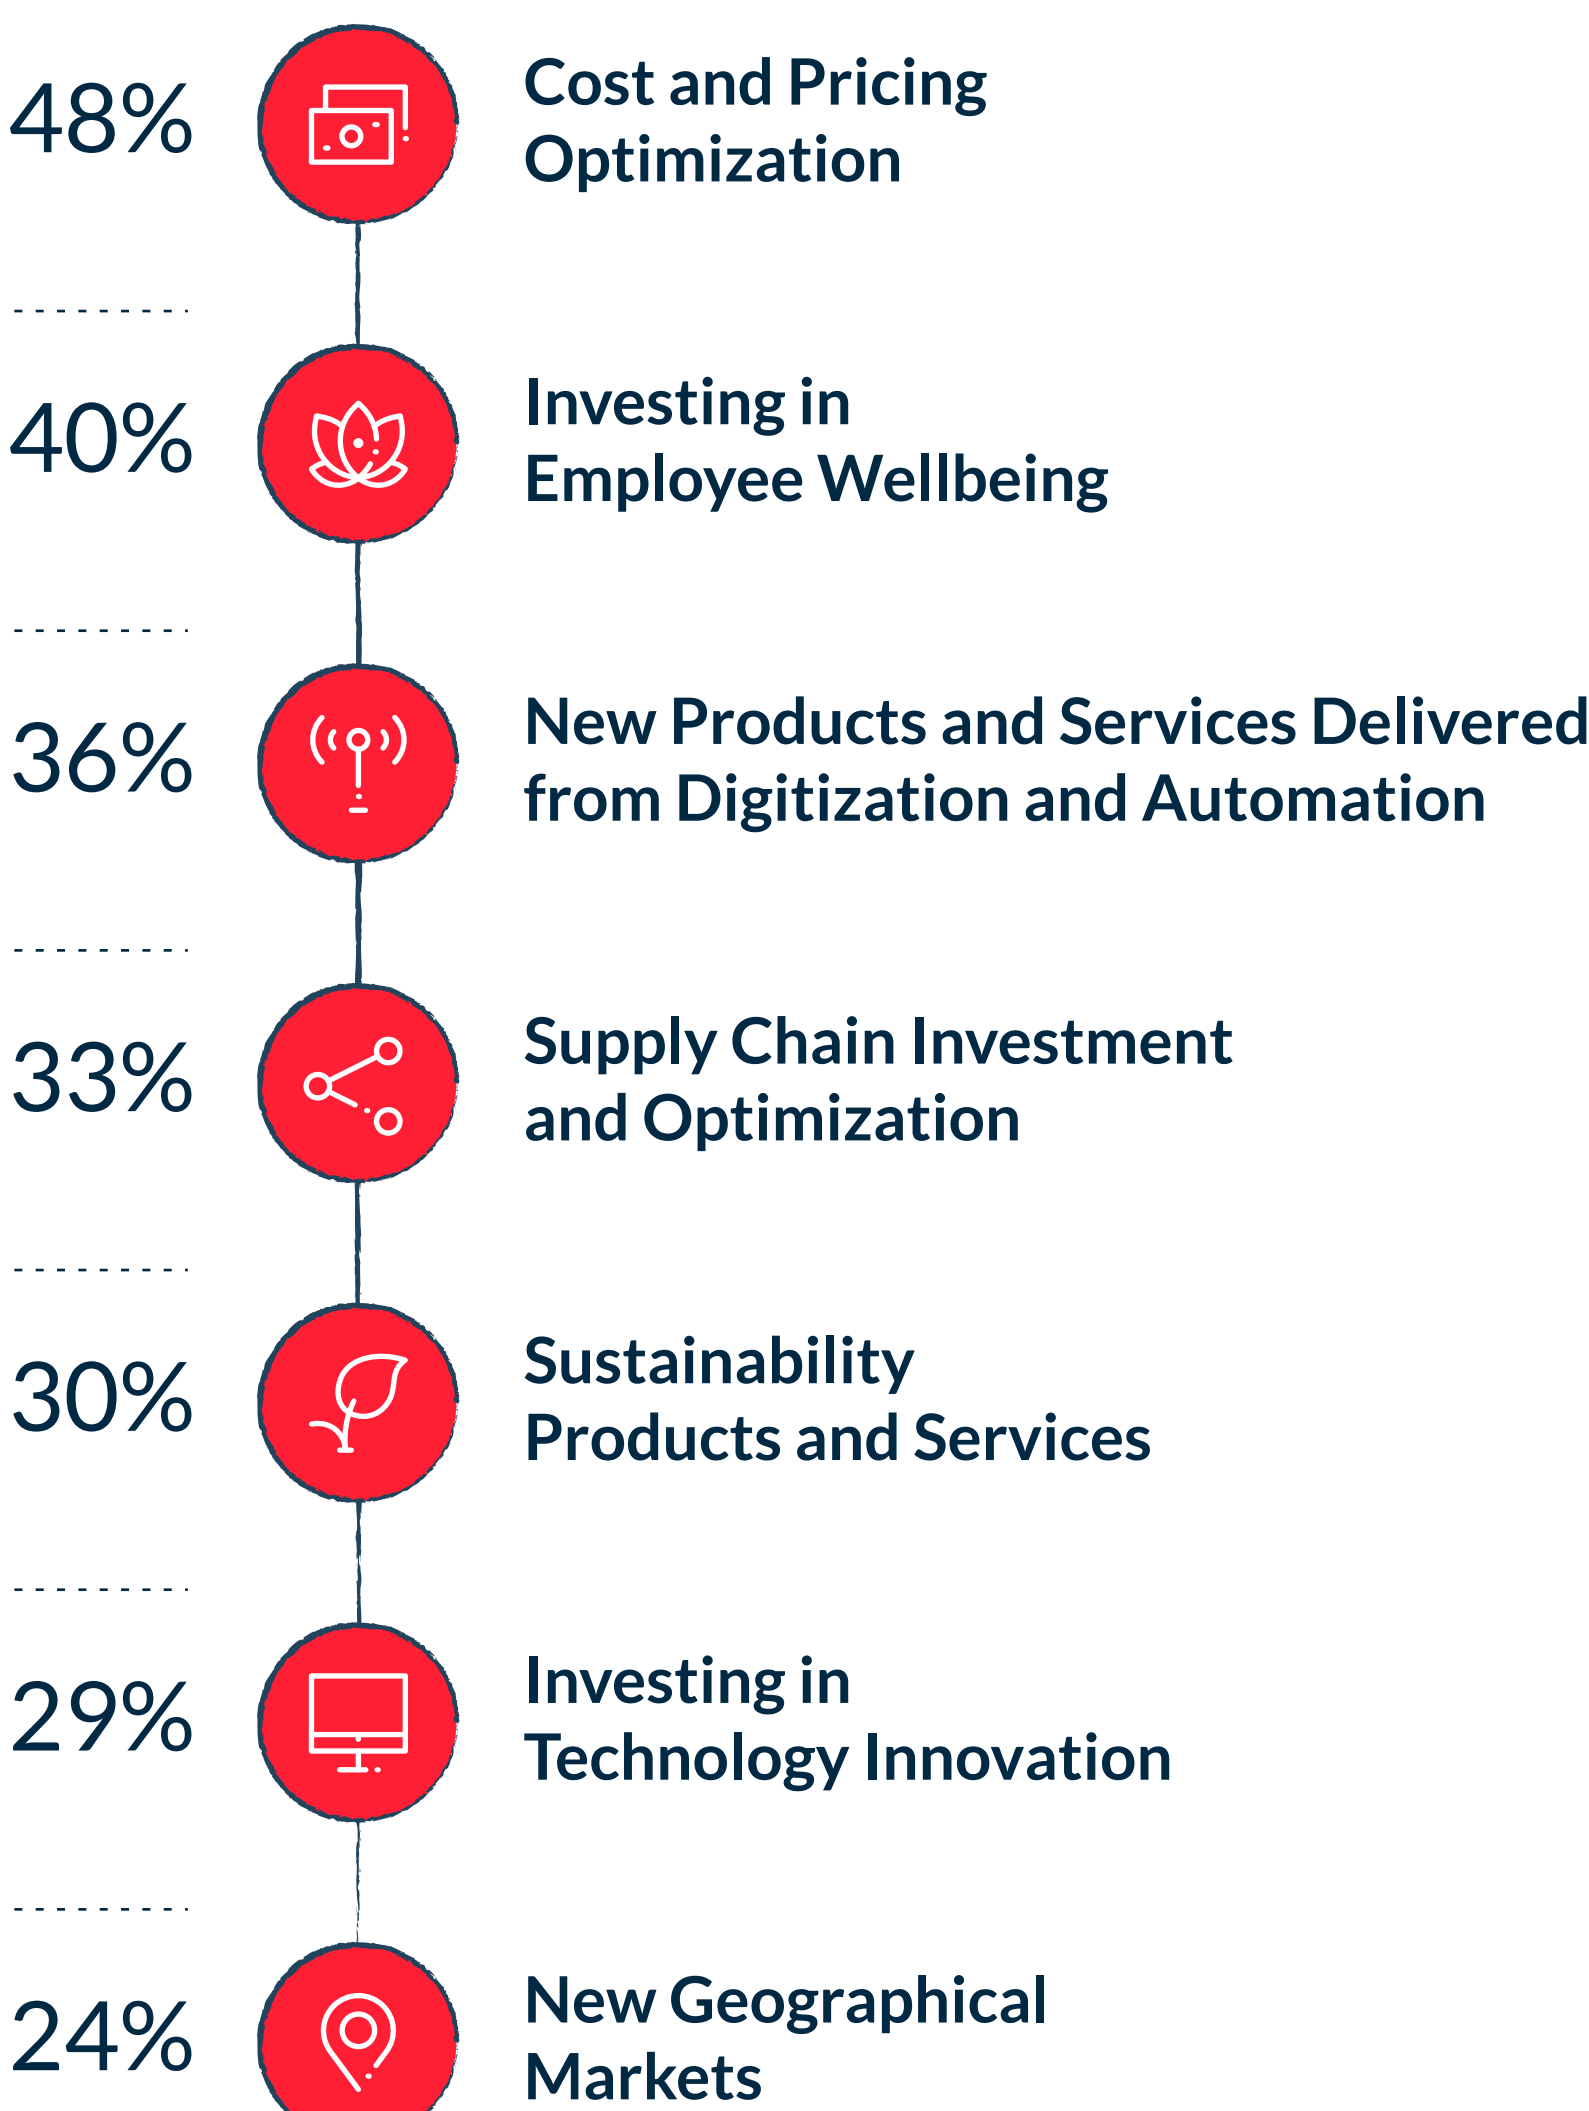 48%
Cost and Pricing
Optimization
40%
Investing in
Employee Wellbeing
36%
New Products and Services Delivered
from Digitization and Automation
33%
Supply Chain Investment
and Optimization
30%
Sustainability
Products and Services
29%
Investing in
Technology Innovation
24%
New Geographical
Markets